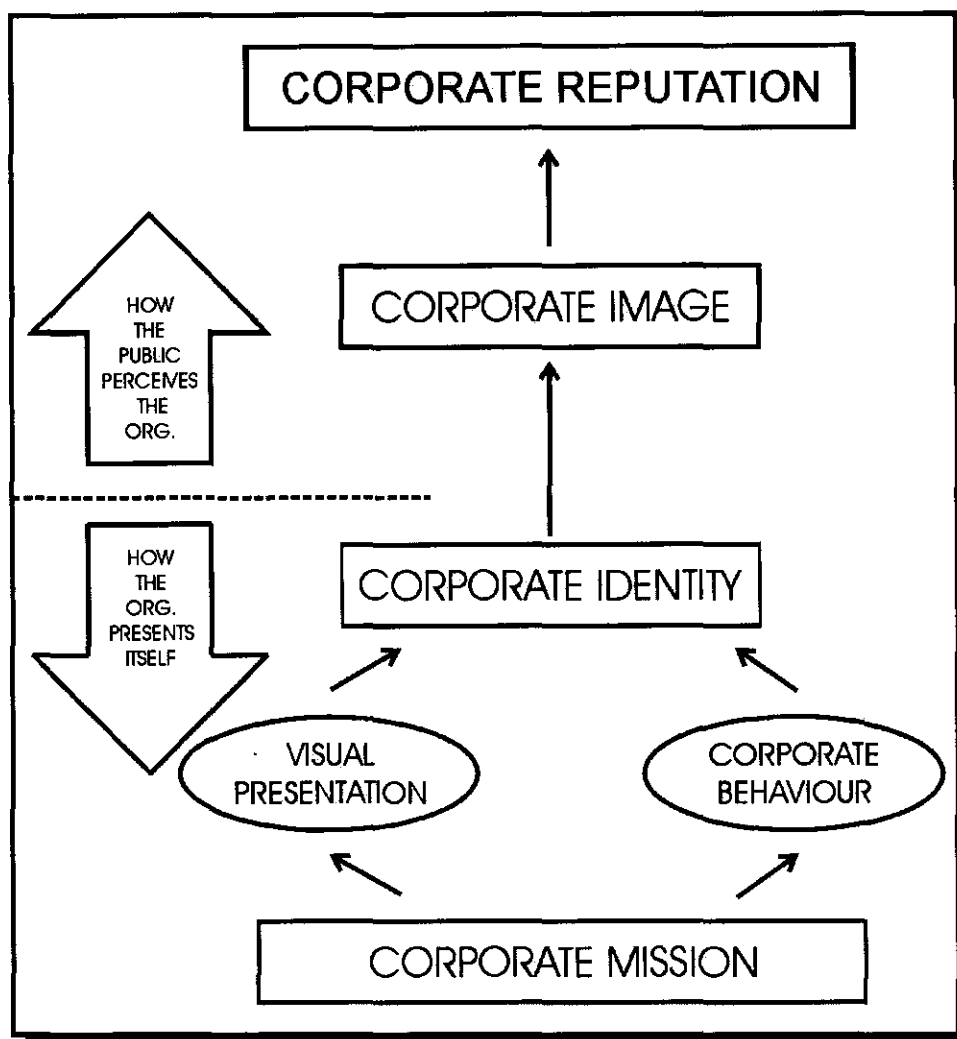 CORPORATE REPUTATION
CORPORATE IMAGE
HOW
THE
PUBLIC
PERCEIVES
THE
ORG.
HOW
THE
ORG.
PRESENTS
ITSELF
CORPORATE IDENTITY
VISUAL
PRESENTATION
CORPORATE
BEHAVIOUR
CORPORATE MISSION